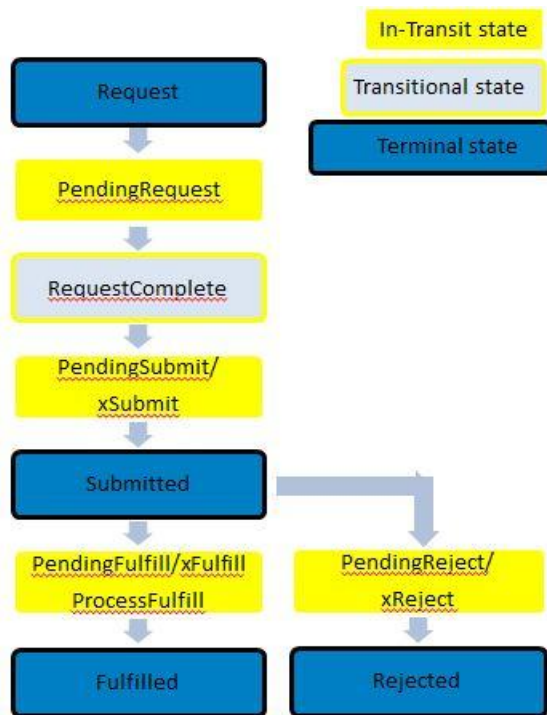 In-Transit state
Transitional state
Terminal state
Request
PendingRequest
RequestComplete
PendingSubmit/
xSubmit
Submitted
PendingFulfill/xFulfill
ProcessFulfill
PendingReject/
xReject
Fulfilled
Rejected